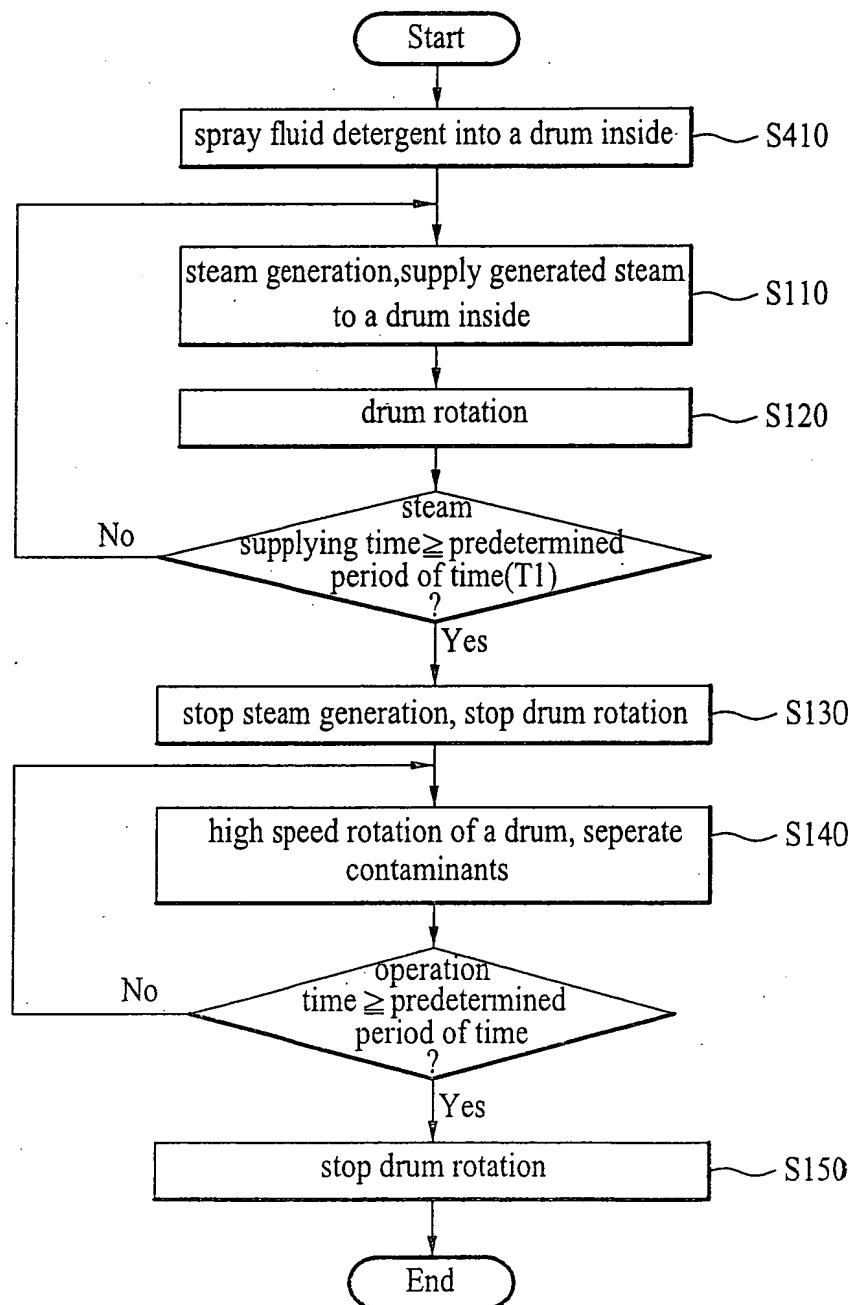 Start
spray fluid detergent into a drum inside
S410
steam generation,supply generated steam
to a drum inside
S110
drum rotation
S120
steam
supplying time≧predetermined
period of time(T1)
?
No
Yes
stop steam generation, stop drum rotation
S130
high speed rotation of a drum, seperate
contaminants
S140
operation
time ≧ predetermined
period of time
?
No
Yes
stop drum rotation
S150
End